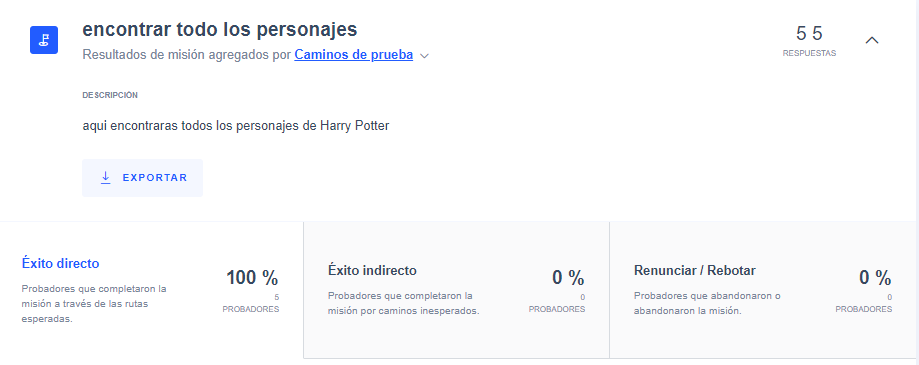 encontrar todo los personajes
Resultados de misión agregados por Caminos de prueba
5 5
RESPUESTAS
DESCRIPCIÓN
aqui encontraras todos los personajes de Harry Potter
EXPORTAR
Éxito directo
Probadores que completaron la
misión a través de las rutas
esperadas.
100 %
5
PROBADORES
Éxito indirecto
Probadores que completaron la
misión por caminos inesperados.
0 %
0
PROBADORES
Renunciar / Rebotar
Probadores que abandonaron o
abandonaron la misión.
0 %
0
PROBADORES